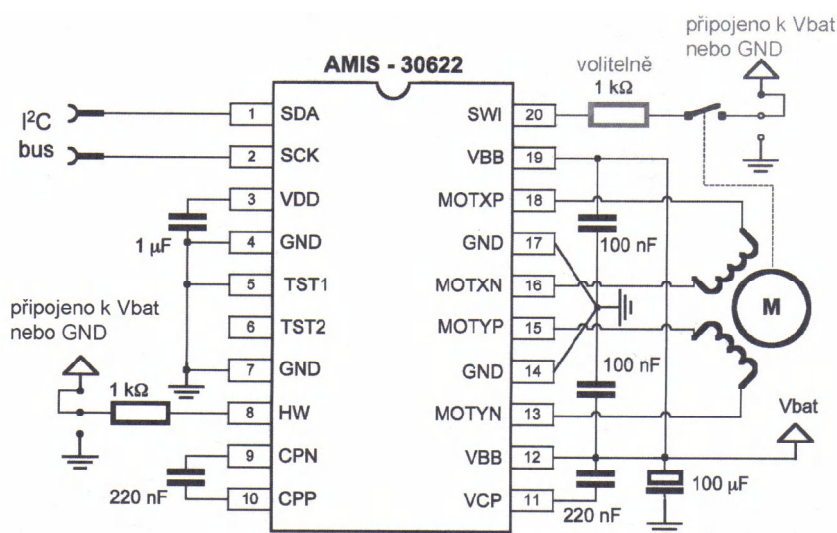 připojeno k Vbat
nebo GND
AMIS - 30622
volitelně
1 kΩ
I²C
bus
1 SDA
2 SCK
3 VDD
4 GND
5 TST1
6 TST2
7 GND
8 HW
9 CPN
10 CPP
SWI 20
VBB 19
MOTXP 18
GND 17
MOTXN 16
MOTYP 15
GND 14
MOTYN 13
VBB 12
VCP 11
1 µF
připojeno k Vbat
nebo GND
1 kΩ
220 nF
100 nF
100 nF
M
Vbat
100 µF
220 nF